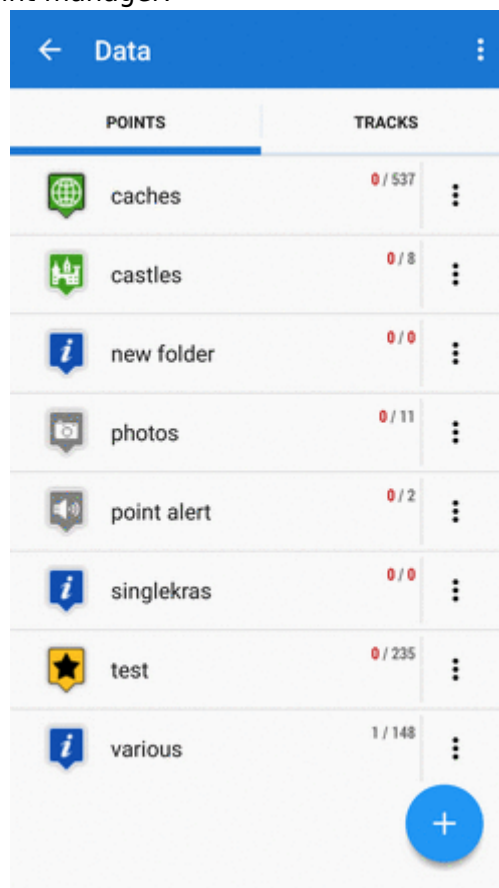 Data
POINTS TRACKS
caches 0 / 537
castles 0 / 8
new folder 0 / 0
photos 0 / 11
point alert 0 / 2
singlekras 0 / 0
test 0 / 235
various 1 / 148